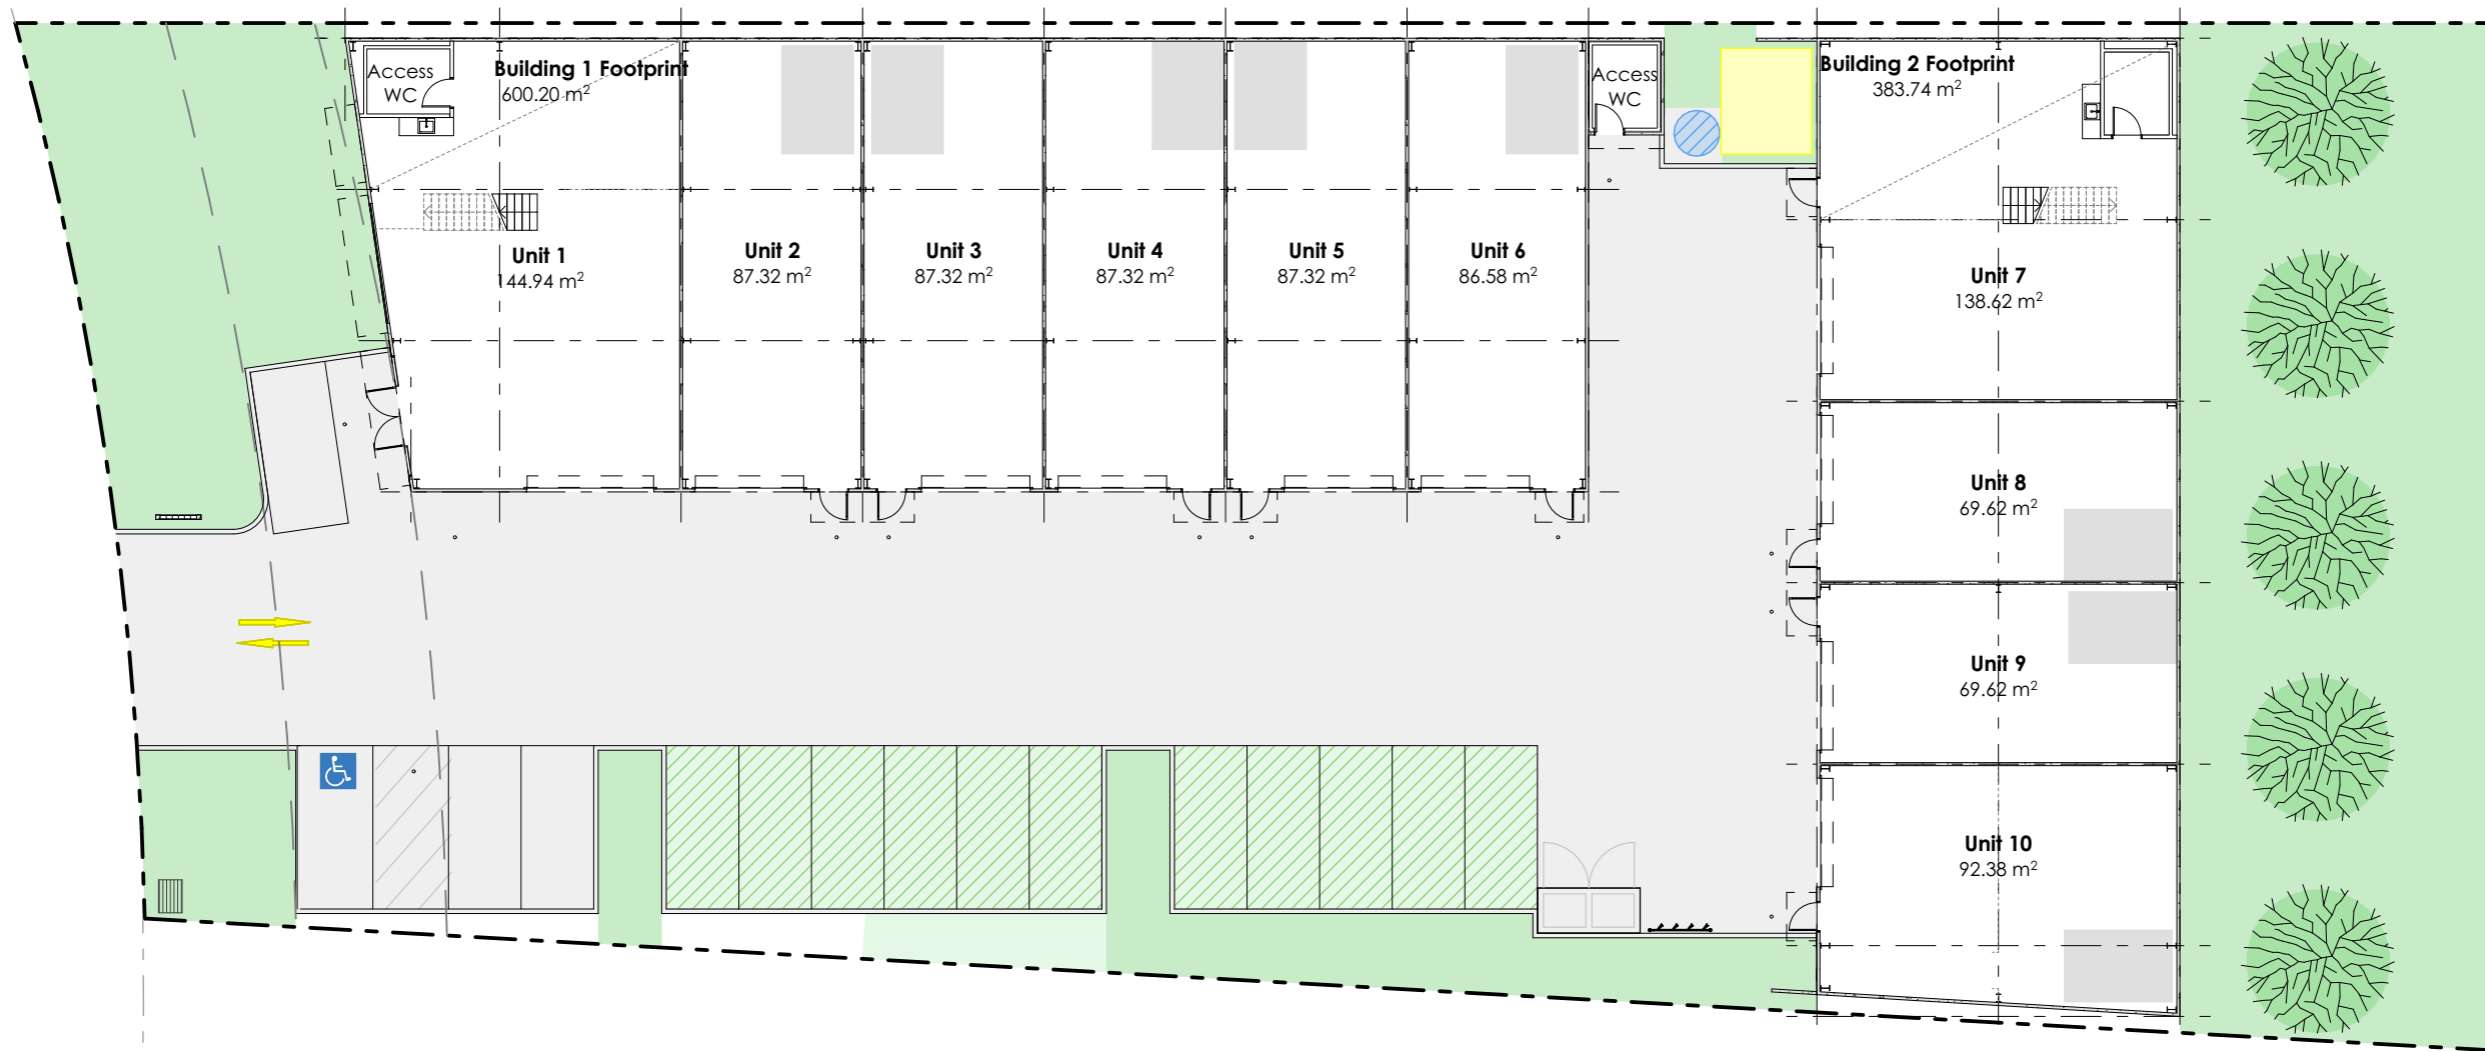 Access
WC
Building 1 Footprint
600.20 m²
Access
WC
Building 2 Footprint
383.74 m²
Unit 1
144.94 m²
Unit 2
87.32 m²
Unit 3
87.32 m²
Unit 4
87.32 m²
Unit 5
87.32 m²
Unit 6
86.58 m²
Unit 7
138.62 m²
Unit 8
69.62 m²
Unit 9
69.62 m²
Unit 10
92.38 m²